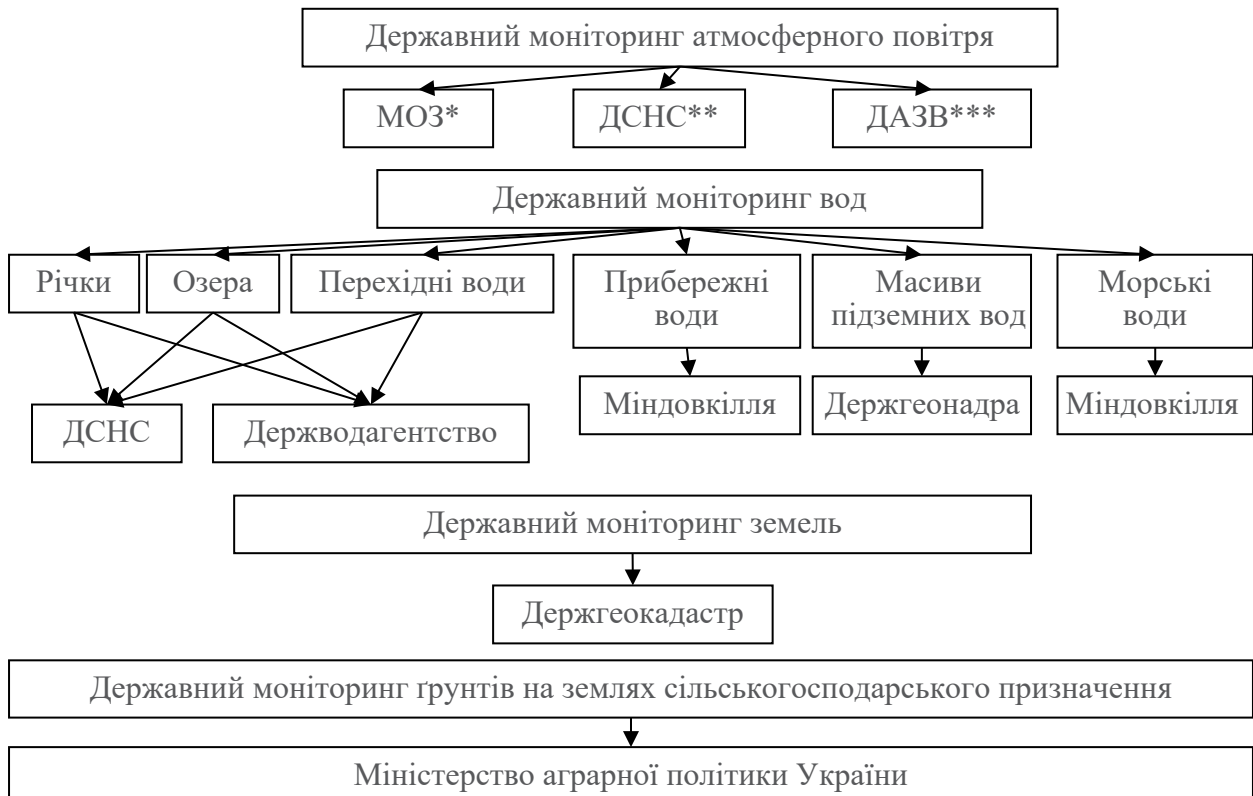 Державний моніторинг атмосферного повітря
МОЗ*
ДСНС**
ДАЗВ***
Державний моніторинг вод
Річки
Озера
Перехідні води
Прибережні
води
Масиви
підземних вод
Морські
води
ДСНС
Держводагентство
Міндовкілля
Держгеонадра
Міндовкілля
Державний моніторинг земель
Держгеокадастр
Державний моніторинг ґрунтів на землях сільськогосподарського призначення
Міністерство аграрної політики України